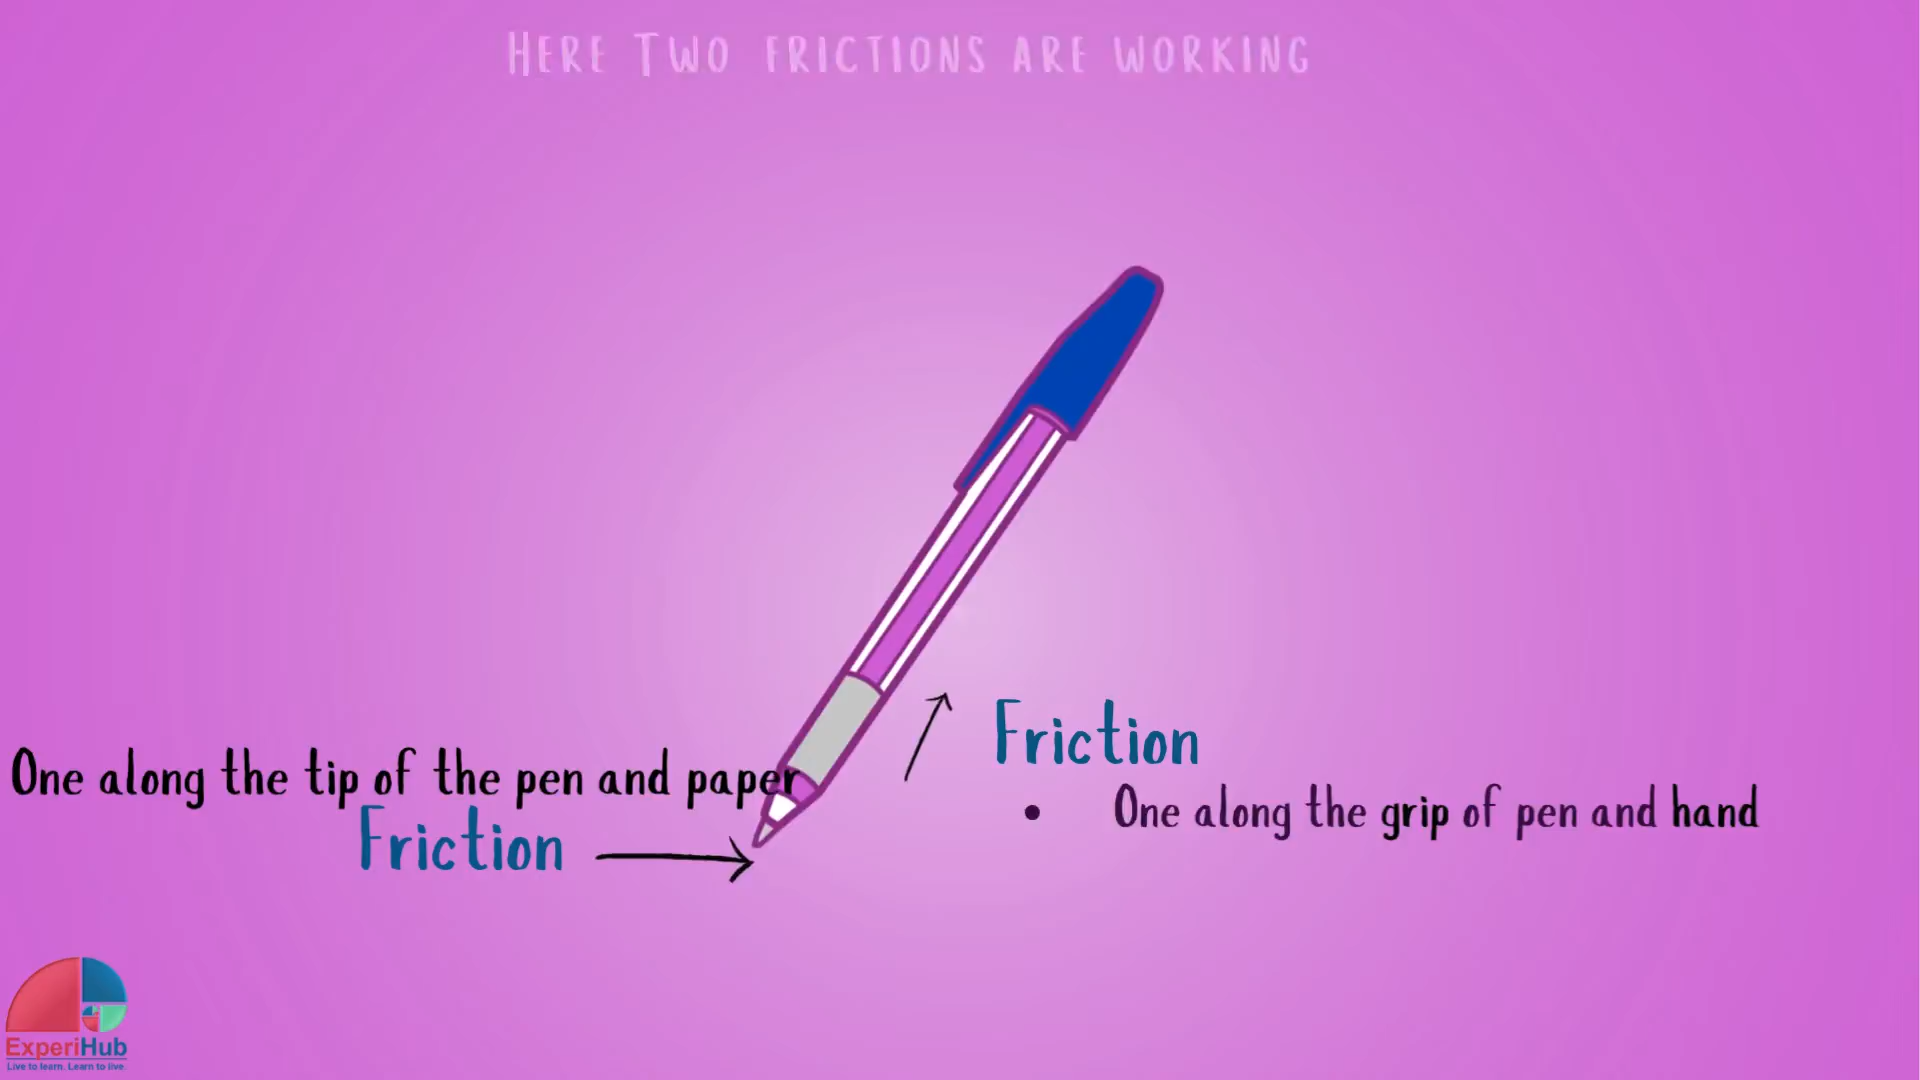 HERE TWO FRICTIONS ARE WORKING
One along the tip of the pen and paper
Friction
Friction
• One along the grip of pen and hand
ExperiHub
Live to learn. Learn to live.